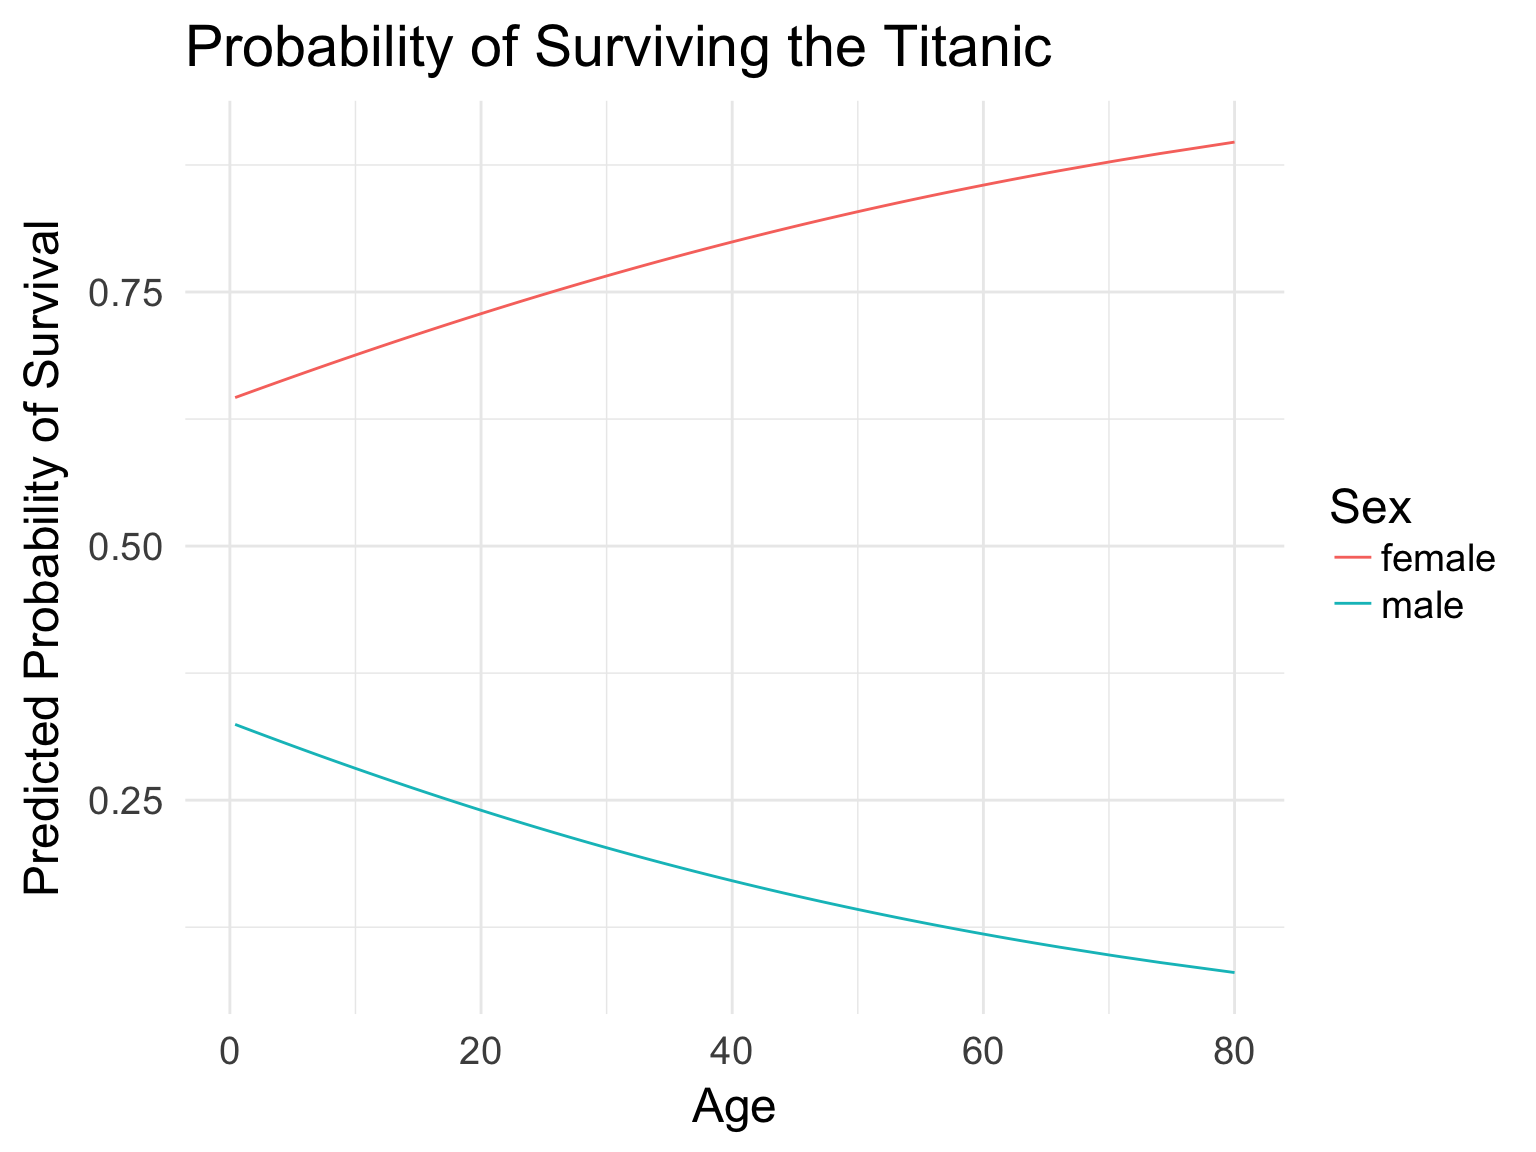 Probability of Surviving the Titanic
Predicted Probability of Survival
0.75
0.50
0.25
0
20
40
60
80
Age
Sex
female
male